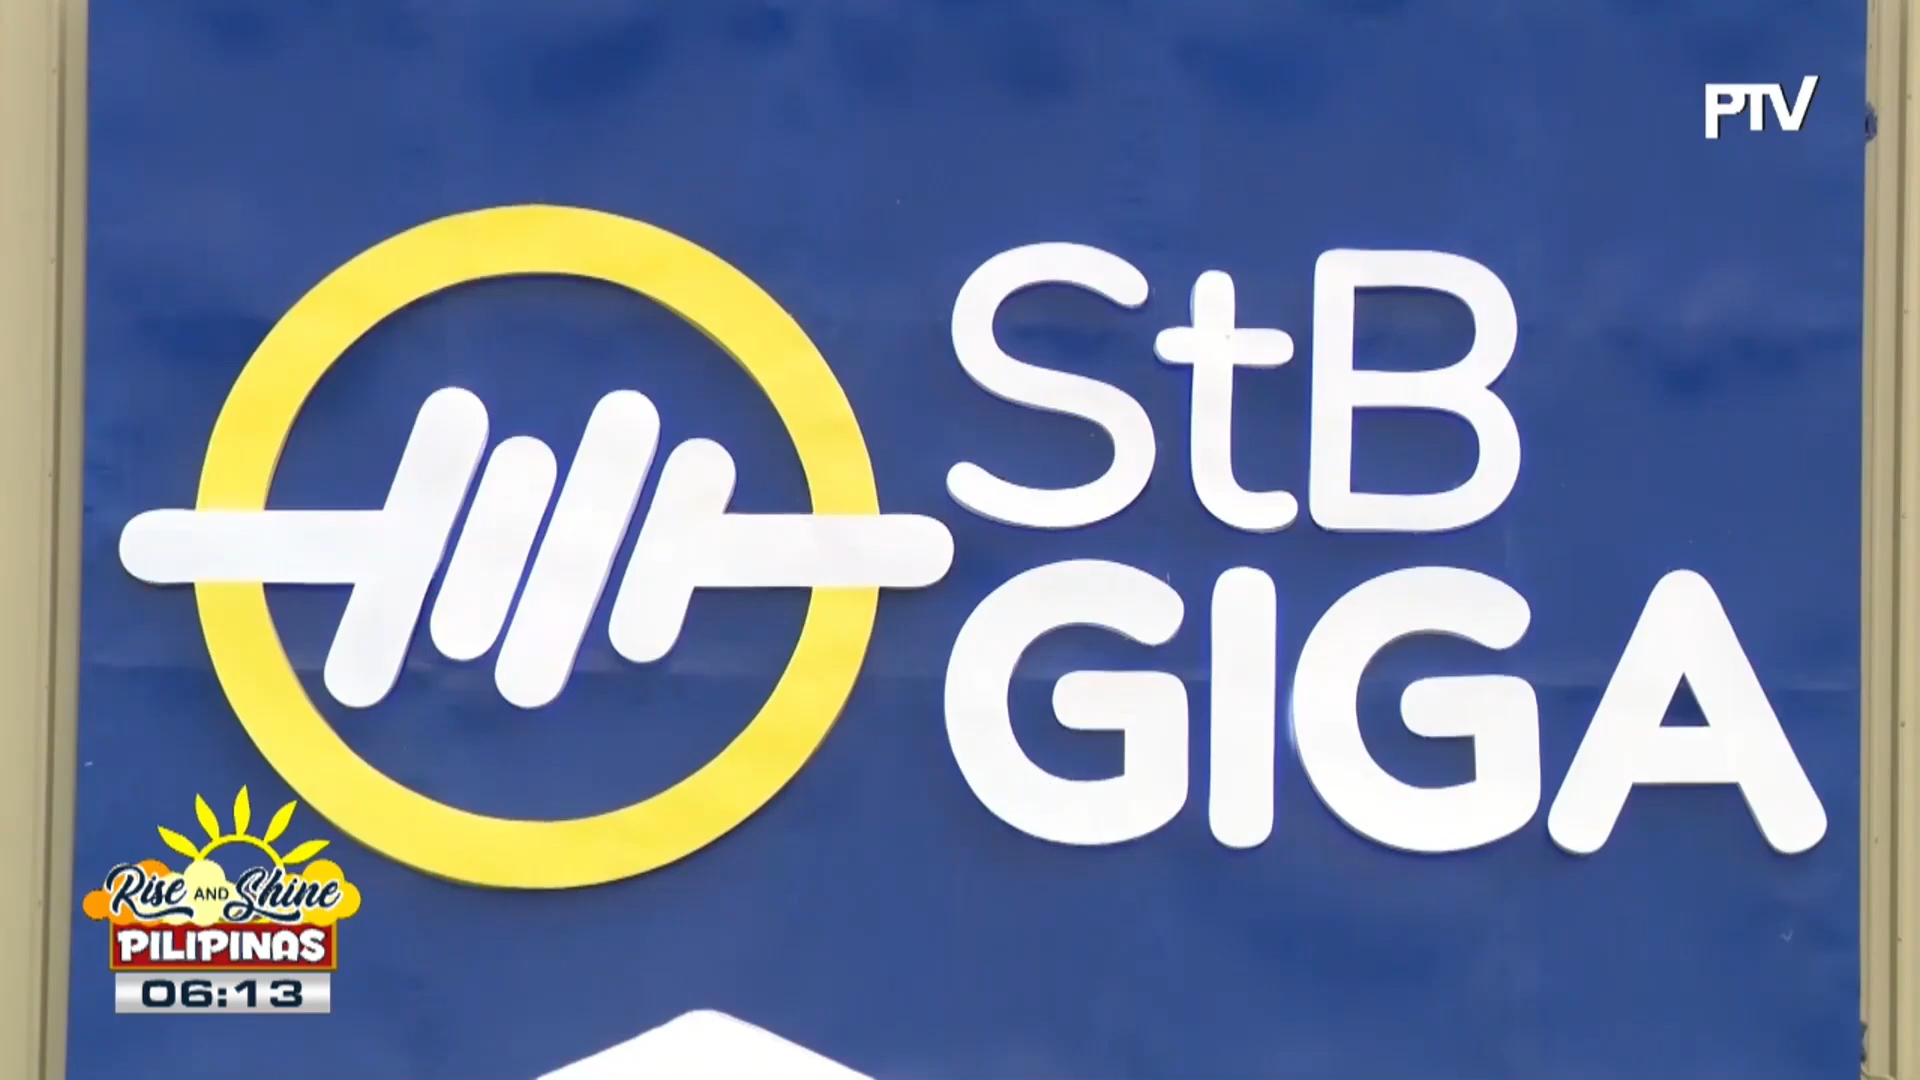 PTV
StB
GIGA
Rise AND Shine
PILIPINAS
06:13